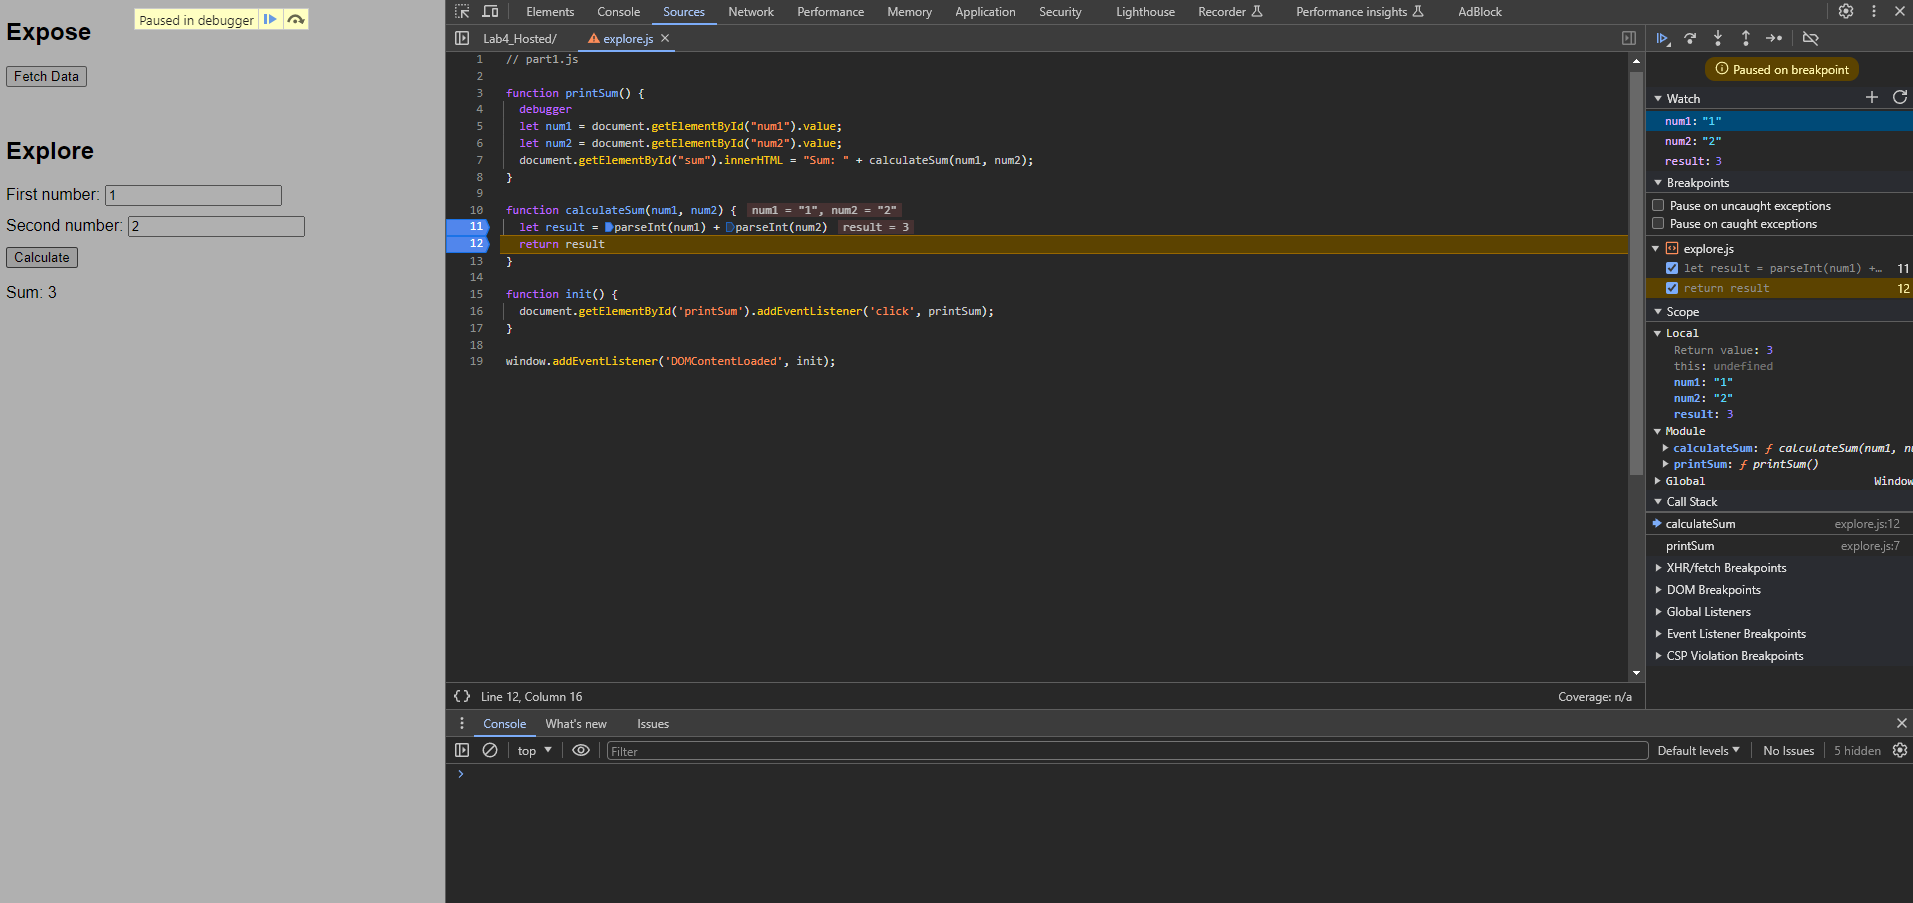 Expose
Paused in debugger
Fetch Data
Explore
First number: 1
Second number: 2
Calculate
Sum: 3
Elements Console Sources Network Performance Memory Application Security Lighthouse Recorder Performance insights AdBlock
Lab4_Hosted/ explore.js
1 // part1.js
2
3 function printSum() {
4 debugger
5 let num1 = document.getElementById("num1").value;
6 let num2 = document.getElementById("num2").value;
7 document.getElementById("sum").innerHTML = "Sum: " + calculateSum(num1, num2);
8 }
9
10 function calculateSum(num1, num2) { num1 = "1", num2 = "2"
11 let result = parseInt(num1) + parseInt(num2) result = 3
12 return result
13 }
14
15 function init() {
16 document.getElementById('printSum').addEventListener('click', printSum);
17 }
18
19 window.addEventListener('DOMContentLoaded', init);
{} Line 12, Column 16 Coverage: n/a
Paused on breakpoint
Watch
num1: "1"
num2: "2"
result: 3
Breakpoints
Pause on uncaught exceptions
Pause on caught exceptions
explore.js
let result = parseInt(num1) +… 11
return result 12
Scope
Local
Return value: 3
this: undefined
num1: "1"
num2: "2"
result: 3
Module
calculateSum: ƒ calculateSum(num1, nu
printSum: ƒ printSum()
Global Window
Call Stack
calculateSum explore.js:12
printSum explore.js:7
XHR/fetch Breakpoints
DOM Breakpoints
Global Listeners
Event Listener Breakpoints
CSP Violation Breakpoints
Console What's new Issues
top Filter Default levels No Issues 5 hidden